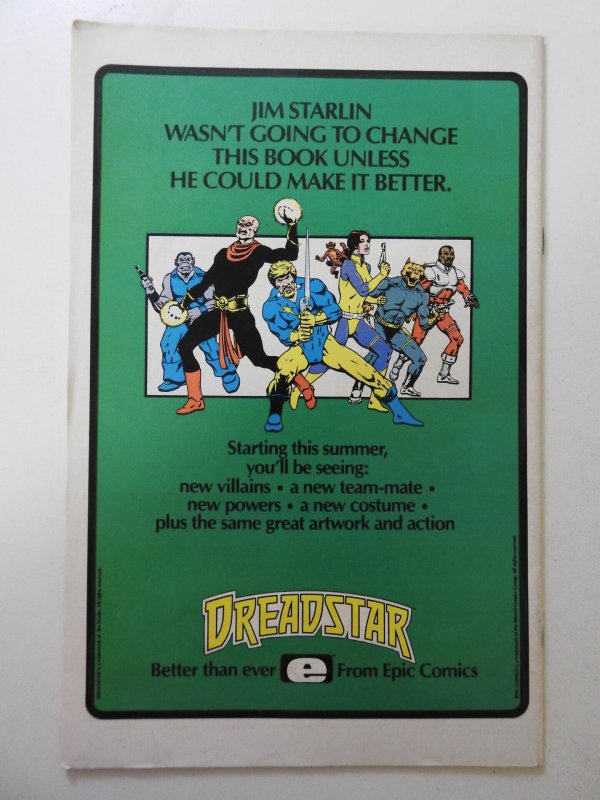 JIM STARLIN
WASN'T GOING TO CHANGE
THIS BOOK UNLESS
HE COULD MAKE IT BETTER.
Starting this summer,
you'll be seeing:
new villains • a new team-mate •
new powers • a new costume •
plus the same great artwork and action
DREADSTAR
Better than ever e From Epic Comics